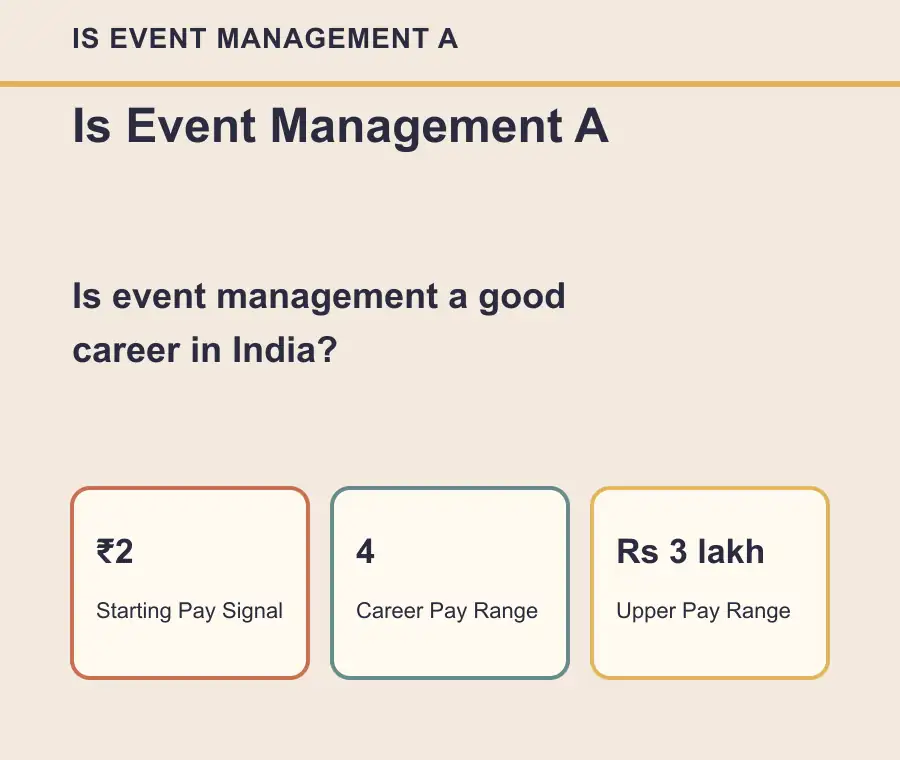 IS EVENT MANAGEMENT A
Is Event Management A
Is event management a good
career in India?
₹2
Starting Pay Signal
4
Career Pay Range
Rs 3 lakh
Upper Pay Range